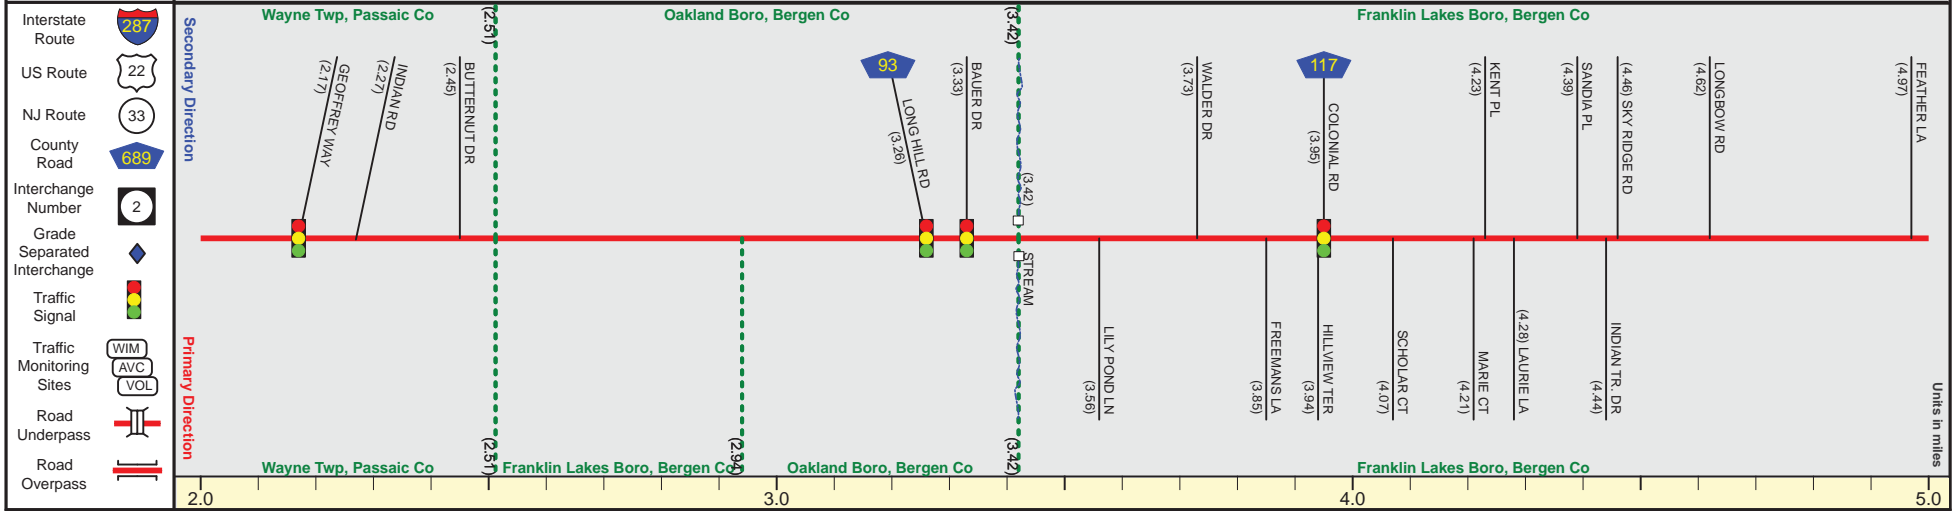 Interstate
Route
287
US Route
22
NJ Route
33
County
Road
689
Interchange
Number
2
Grade
Separated
Interchange
Traffic
Signal
Traffic
Monitoring
Sites
WIM
AVC
VOL
Road
Underpass
Road
Overpass
Secondary Direction
Primary Direction
Wayne Twp, Passaic Co
(2.51)
Oakland Boro, Bergen Co
(3.42)
Franklin Lakes Boro, Bergen Co
GEOFFREY WAY
(2.17)
INDIAN RD
(2.27)
BUTTERNUT DR
(2.45)
93
LONG HILL RD
(3.26)
BAUER DR
(3.33)
(3.42)
STREAM
WALDER DR
(3.73)
117
COLONIAL RD
(3.95)
KENT PL
(4.23)
SANDIA PL
(4.39)
(4.46) SKY RIDGE RD
LONGBOW RD
(4.62)
FEATHER LA
(4.97)
LILY POND LN
(3.56)
FREEMANS LA
(3.85)
HILLVIEW TER
(3.94)
SCHOLAR CT
(4.07)
MARIE CT
(4.21)
(4.28) LAURIE LA
INDIAN TR. DR
(4.44)
Units in miles
Wayne Twp, Passaic Co
(2.51)
Franklin Lakes Boro, Bergen Co
(2.94)
Oakland Boro, Bergen Co
(3.42)
Franklin Lakes Boro, Bergen Co
2.0
3.0
4.0
5.0